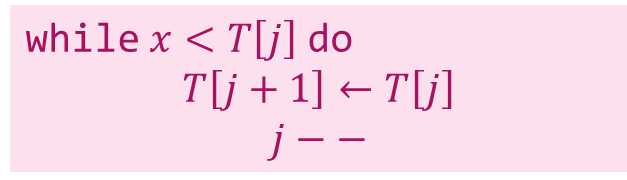 while x < T[j] do
T[j + 1] ← T[j]
j − −